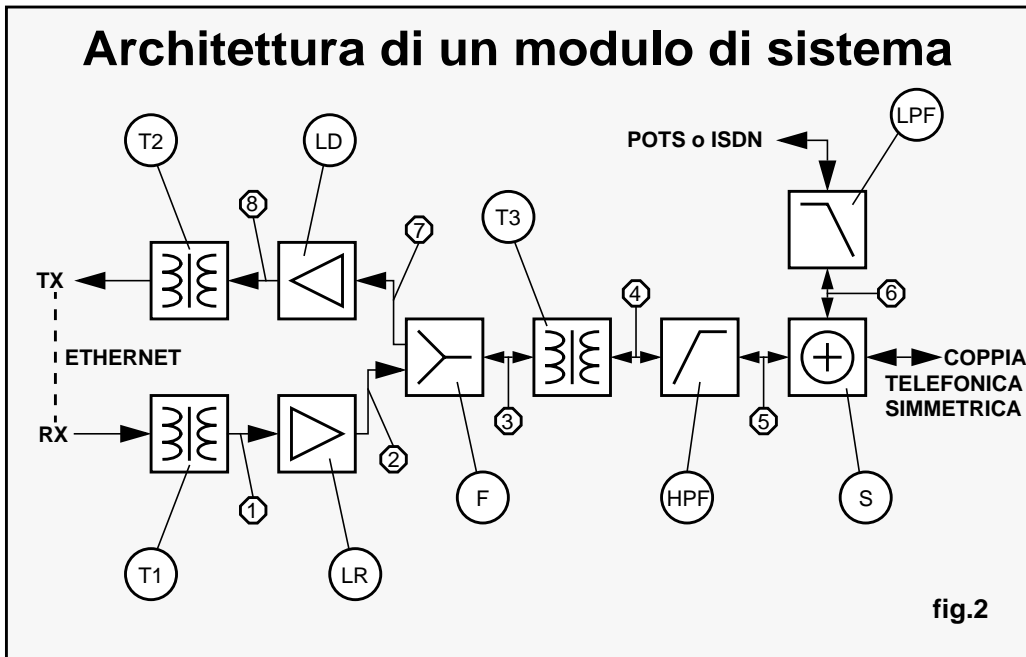 Architettura di un modulo di sistema
T2
LD
LPF
POTS o ISDN
T3
8
7
4
6
TX
ETHERNET
COPPIA
TELEFONICA
SIMMETRICA
3
5
RX
2
1
F
HPF
S
T1
LR
fig.2